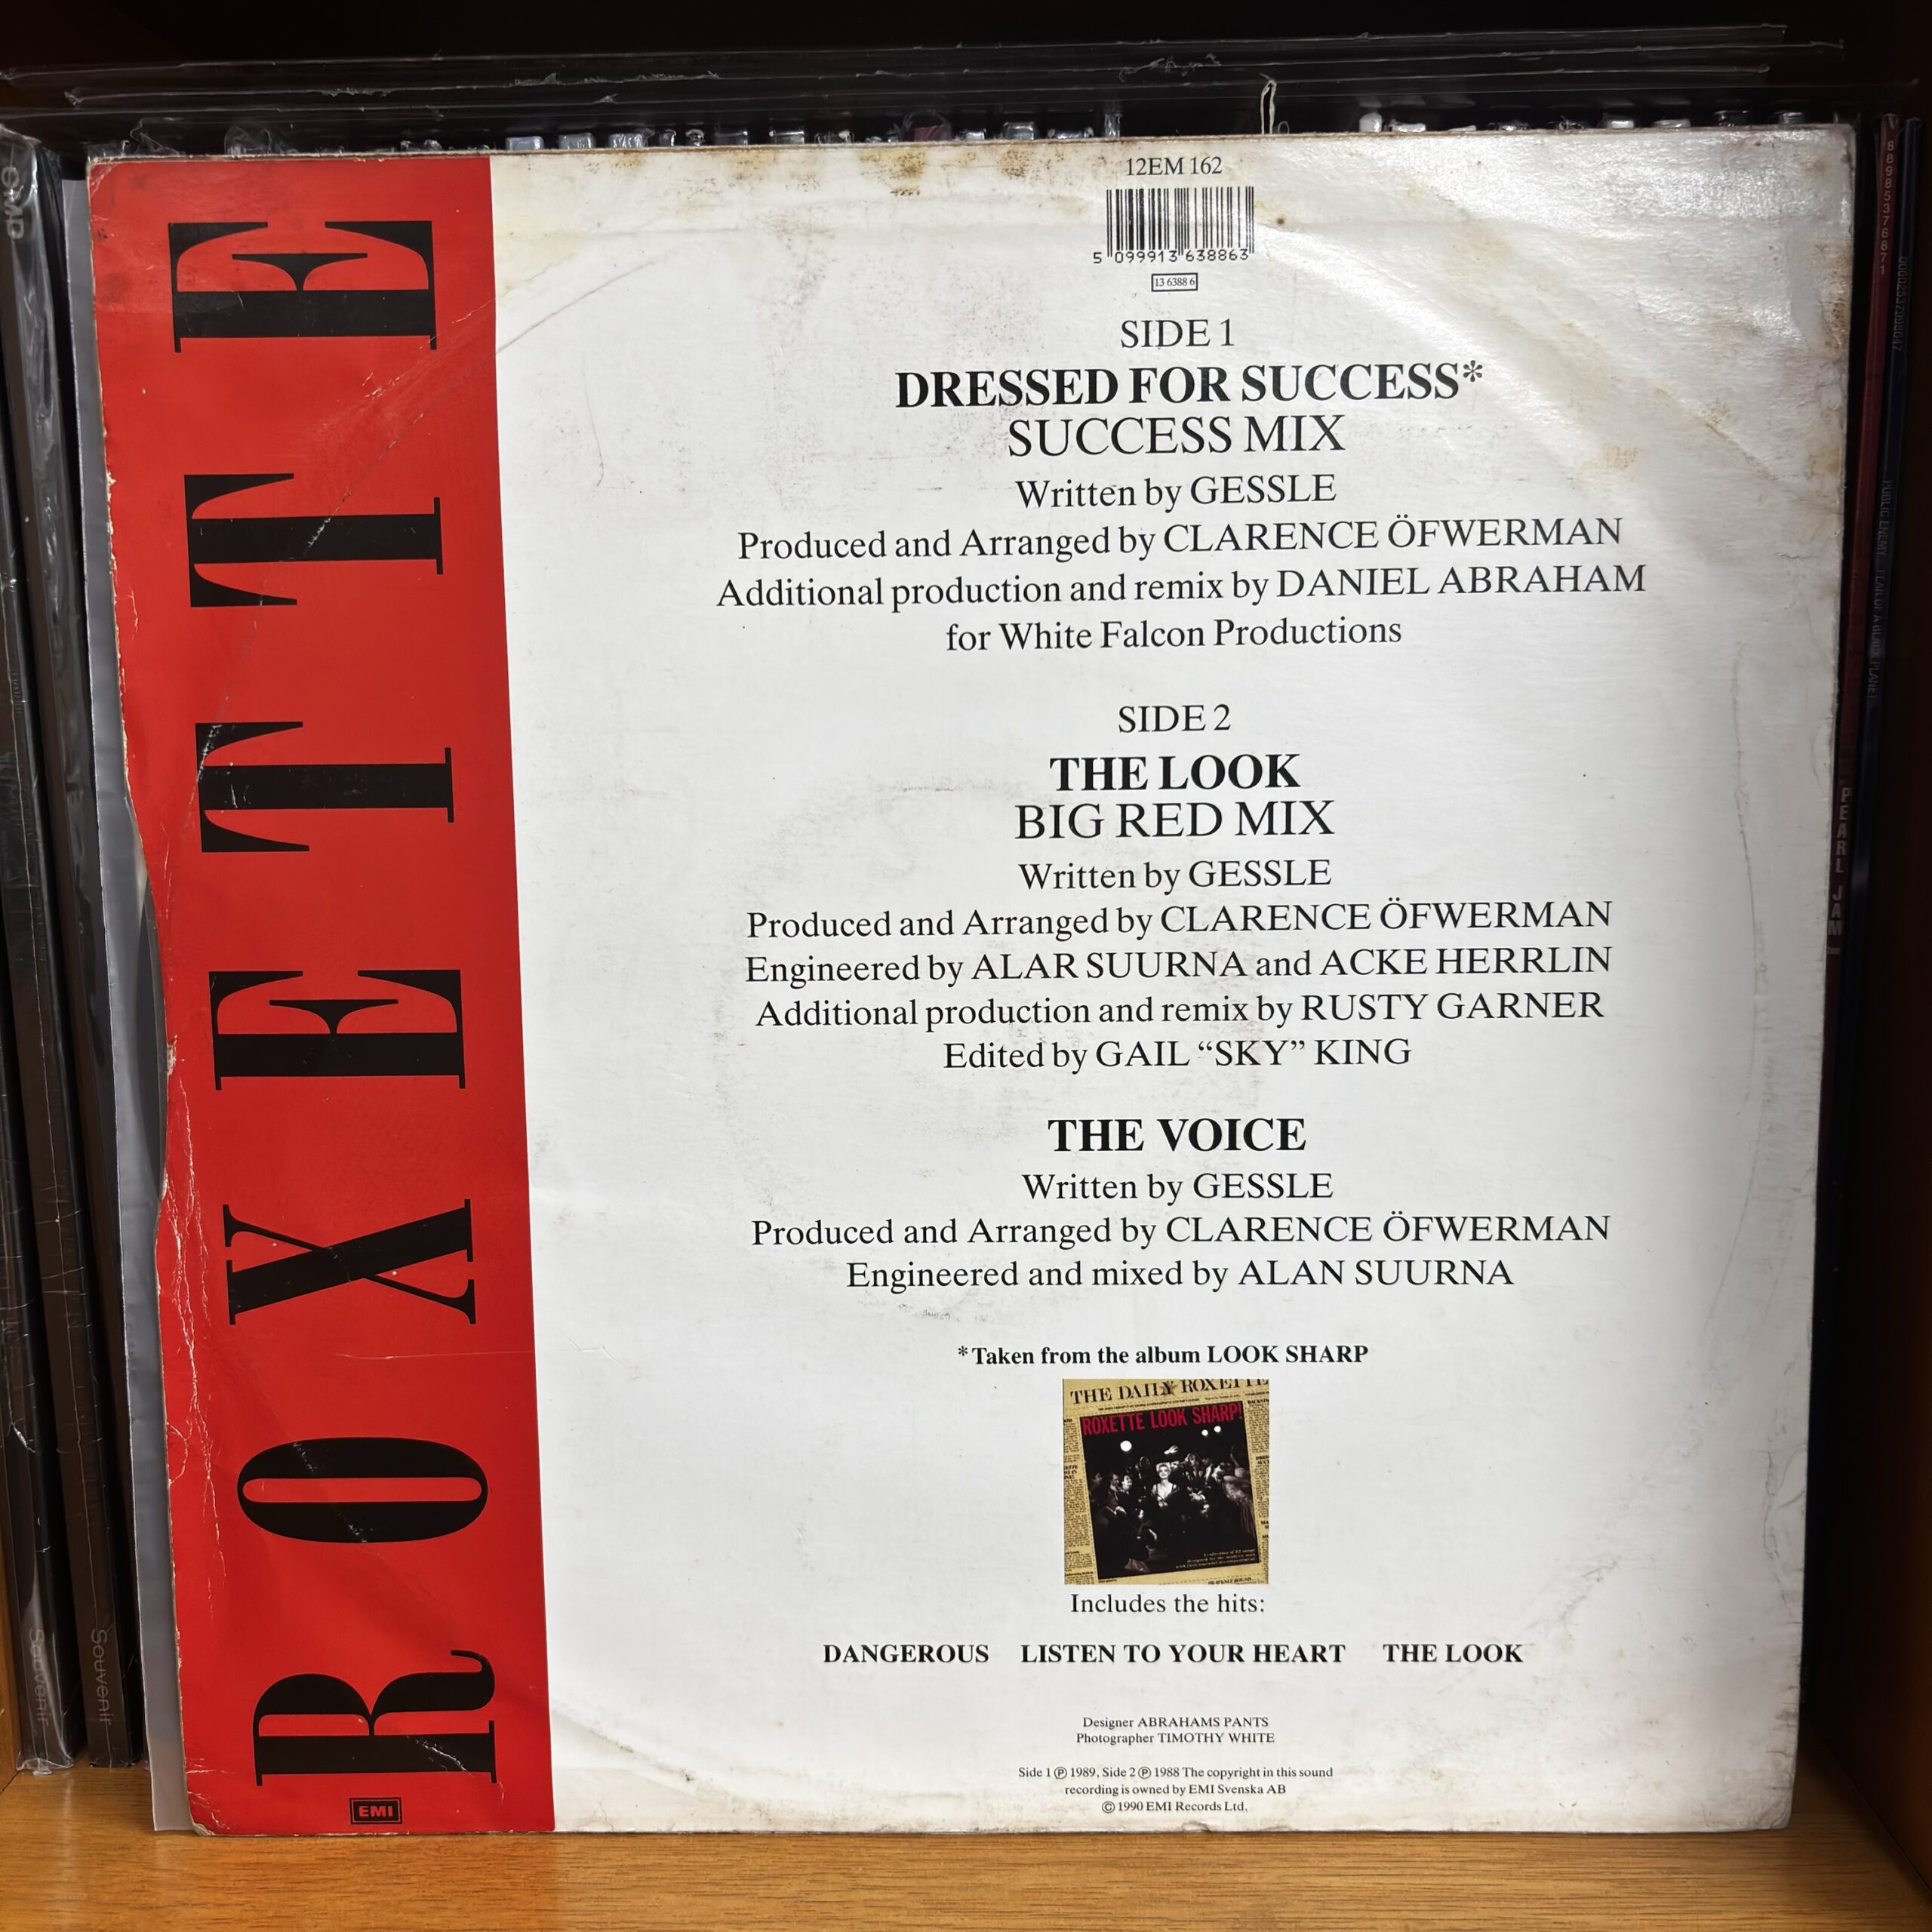 ROXETTE
EMI
12EM 162
5 099913 638863
13 6388 6
SIDE 1
DRESSED FOR SUCCESS*
SUCCESS MIX
Written by GESSLE
Produced and Arranged by CLARENCE ÖFWERMAN
Additional production and remix by DANIEL ABRAHAM
for White Falcon Productions
SIDE 2
THE LOOK
BIG RED MIX
Written by GESSLE
Produced and Arranged by CLARENCE ÖFWERMAN
Engineered by ALAR SUURNA and ACKE HERRLIN
Additional production and remix by RUSTY GARNER
Edited by GAIL “SKY” KING
THE VOICE
Written by GESSLE
Produced and Arranged by CLARENCE ÖFWERMAN
Engineered and mixed by ALAN SUURNA
*Taken from the album LOOK SHARP
THE DAILY ROXETTE
ROXETTE LOOK SHARP!
Includes the hits:
DANGEROUS LISTEN TO YOUR HEART THE LOOK
Designer ABRAHAMS PANTS
Photographer TIMOTHY WHITE
Side 1 Ⓟ 1989, Side 2 Ⓟ 1988 The copyright in this sound
recording is owned by EMI Svenska AB
© 1990 EMI Records Ltd.
Souvenir
Souvenir
PEARL JAM
88985376871